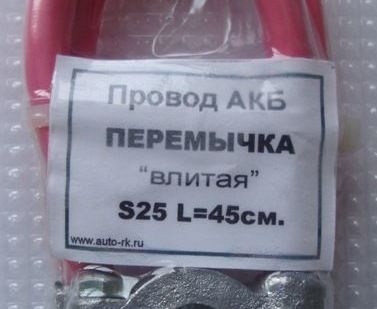 Провод АКБ
ПЕРЕМЫЧКА
"влитая"
S25 L=45см.
www.auto-rk.ru